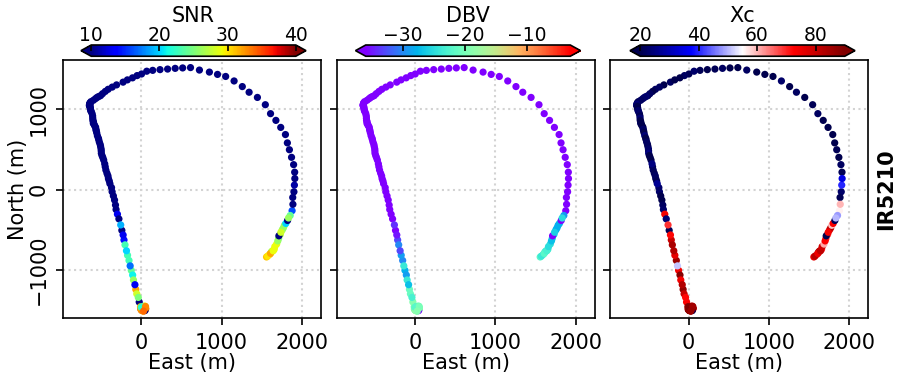 SNR DBV Xc
10 20 30 40 −30 −20 −10 20 40 60 80
North (m)
1000
0
−1000
IR5210
0 1000 2000 0 1000 2000 0 1000 2000
East (m) East (m) East (m)